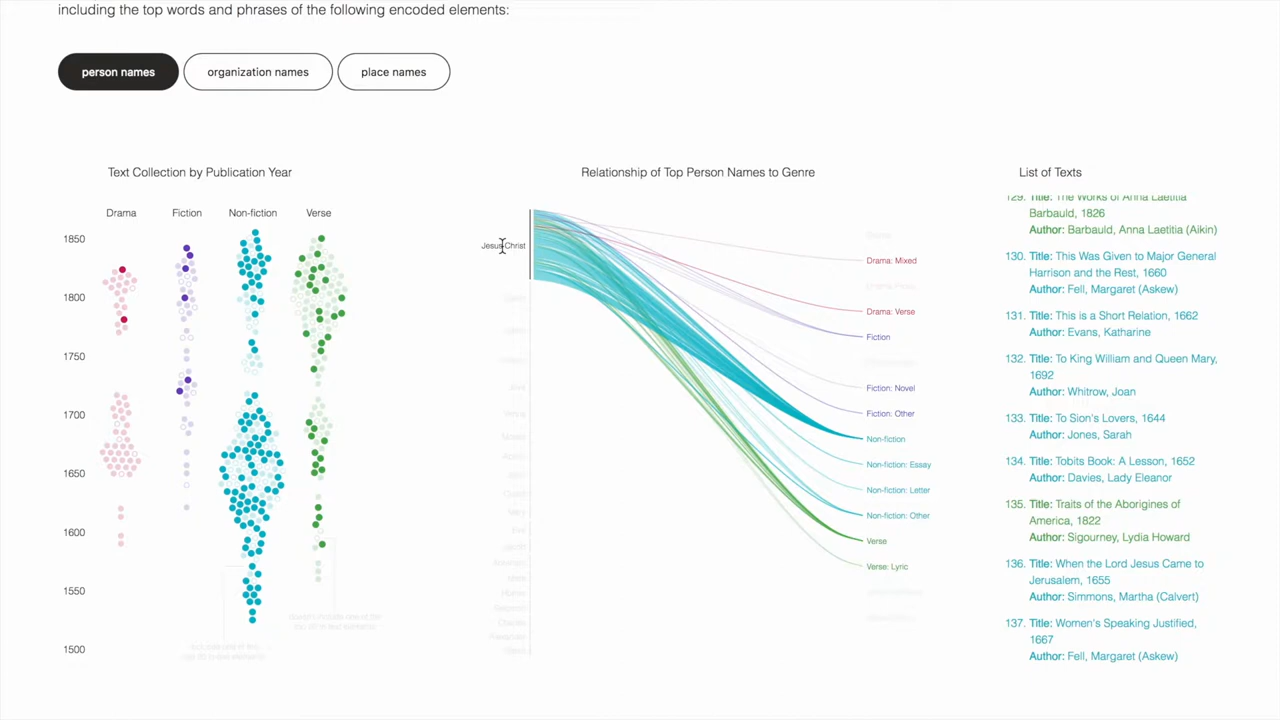 including the top words and phrases of the following encoded elements:
person names
organization names
place names
Text Collection by Publication Year
Drama
Fiction
Non-fiction
Verse
1850
1800
1750
1700
1650
1600
1550
1500
Relationship of Top Person Names to Genre
Jesus Christ
Drama: Mixed
Drama: Verse
Fiction
Fiction: Novel
Fiction: Other
Non-fiction
Non-fiction: Essay
Non-fiction: Letter
Non-fiction: Other
Verse
Verse: Lyric
List of Texts
129. Title: The Works of Anna Laetitia
Barbauld, 1826
Author: Barbauld, Anna Laetitia (Aikin)
130. Title: This Was Given to Major General
Harrison and the Rest, 1660
Author: Fell, Margaret (Askew)
131. Title: This is a Short Relation, 1662
Author: Evans, Katharine
132. Title: To King William and Queen Mary,
1692
Author: Whitrow, Joan
133. Title: To Sion's Lovers, 1644
Author: Jones, Sarah
134. Title: Tobits Book: A Lesson, 1652
Author: Davies, Lady Eleanor
135. Title: Traits of the Aborigines of
America, 1822
Author: Sigourney, Lydia Howard
136. Title: When the Lord Jesus Came to
Jerusalem, 1655
Author: Simmons, Martha (Calvert)
137. Title: Women's Speaking Justified,
1667
Author: Fell, Margaret (Askew)